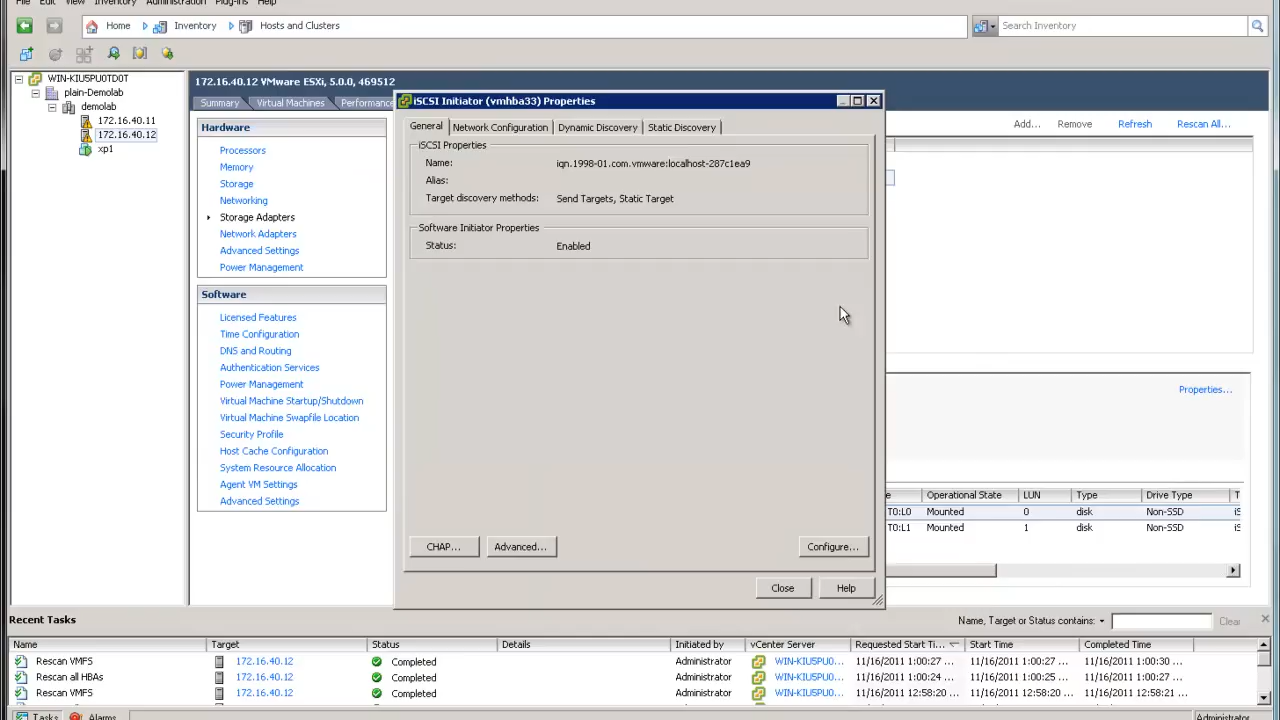 File Edit View Inventory Administration Plug-ins Help
Home Inventory Hosts and Clusters Search Inventory
WIN-KIU5PU0TD0T
plain-Demolab
demolab
172.16.40.11
172.16.40.12
xp1
172.16.40.12 VMware ESXi, 5.0.0, 469512
Summary Virtual Machines Performance
Hardware
Processors
Memory
Storage
Networking
Storage Adapters
Network Adapters
Advanced Settings
Power Management
Software
Licensed Features
Time Configuration
DNS and Routing
Authentication Services
Power Management
Virtual Machine Startup/Shutdown
Virtual Machine Swapfile Location
Security Profile
Host Cache Configuration
System Resource Allocation
Agent VM Settings
Advanced Settings
iSCSI Initiator (vmhba33) Properties
General Network Configuration Dynamic Discovery Static Discovery
iSCSI Properties
Name: iqn.1998-01.com.vmware:localhost-287c1ea9
Alias:
Target discovery methods: Send Targets, Static Target
Software Initiator Properties
Status: Enabled
CHAP... Advanced... Configure...
Close Help
Add... Remove Refresh Rescan All...
Properties...
Operational State LUN Type Drive Type
T0:L0 Mounted 0 disk Non-SSD
T0:L1 Mounted 1 disk Non-SSD
Recent Tasks
Name, Target or Status contains: Clear
Name Target Status Details Initiated by vCenter Server Requested Start Ti... Start Time Completed Time
Rescan VMFS 172.16.40.12 Completed Administrator WIN-KIU5PU0... 11/16/2011 1:00:27 ... 11/16/2011 1:00:27 ... 11/16/2011 1:00:30 ...
Rescan all HBAs 172.16.40.12 Completed Administrator WIN-KIU5PU0... 11/16/2011 1:00:24 ... 11/16/2011 1:00:25 ... 11/16/2011 1:00:27 ...
Rescan VMFS 172.16.40.12 Completed Administrator WIN-KIU5PU0... 11/16/2011 12:58:20 ... 11/16/2011 12:58:20 ... 11/16/2011 12:58:21 ...
Tasks Alarms Administrator